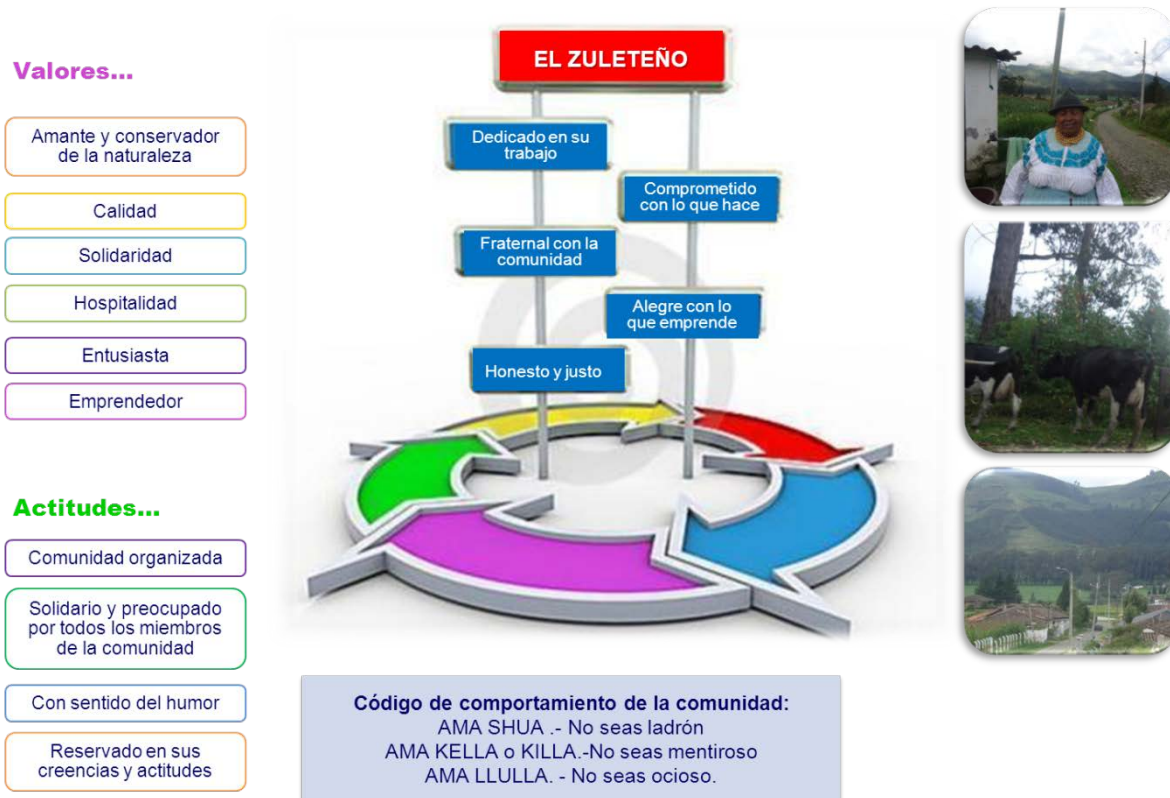 Valores...
Amante y conservador
de la naturaleza
Calidad
Solidaridad
Hospitalidad
Entusiasta
Emprendedor
Actitudes...
Comunidad organizada
Solidario y preocupado
por todos los miembros
de la comunidad
Con sentido del humor
Reservado en sus
creencias y actitudes
EL ZULETEÑO
Dedicado en su
trabajo
Comprometido
con lo que hace
Fraternal con la
comunidad
Alegre con lo
que emprende
Honesto y justo
Código de comportamiento de la comunidad:
AMA SHUA .- No seas ladrón
AMA KELLA o KILLA.-No seas mentiroso
AMA LLULLA. - No seas ocioso.